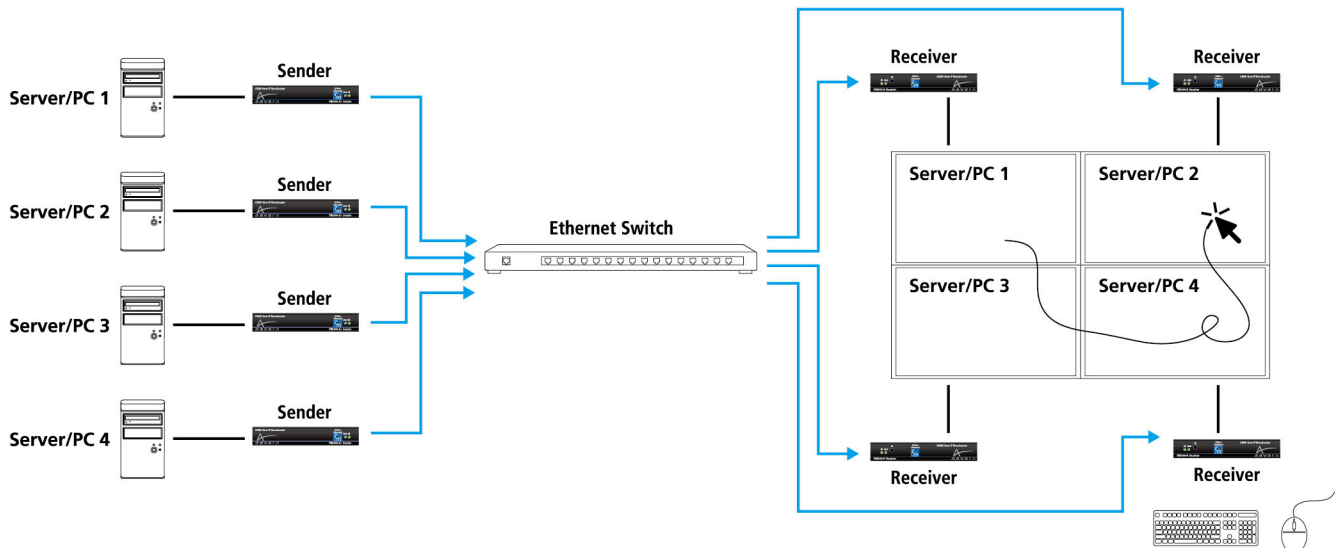 Server/PC 1
Sender
Server/PC 2
Sender
Server/PC 3
Sender
Server/PC 4
Sender
Ethernet Switch
Receiver
Receiver
Server/PC 1
Server/PC 2
Server/PC 3
Server/PC 4
Receiver
Receiver